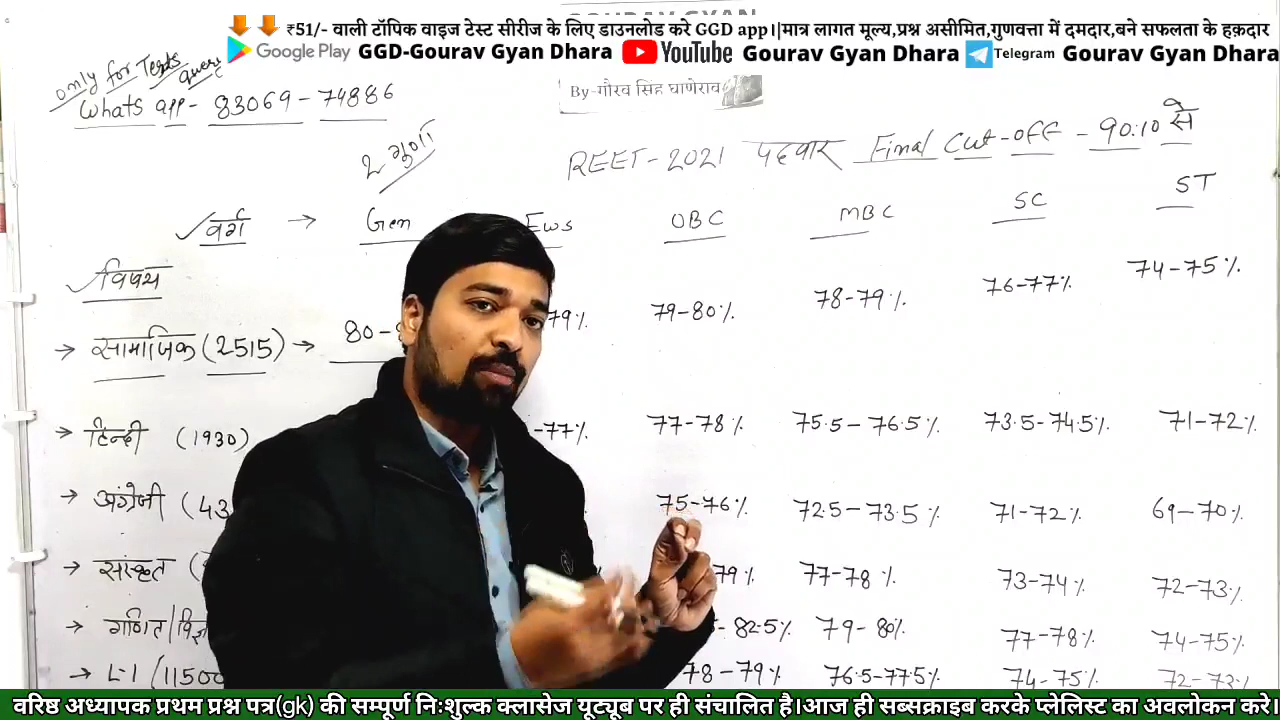 ₹51/- वाली टॉपिक वाइज टेस्ट सीरीज के लिए डाउनलोड करे GGD app||मात्र लागत मूल्य,प्रश्न असीमित,गुणवत्ता में दमदार,बने सफलता के हक़दार
Google Play GGD-Gourav Gyan Dhara YouTube Gourav Gyan Dhara Telegram Gourav Gyan Dhara
only for Tests query
Whats app - 83069-74886
By-गौरव सिंह घाणेराव
2 गुणा
REET-2021 पदवार Final Cut-off - 90:10 से
वर्ग → Gen Ews OBC MBC SC ST
विषय
→ सामाजिक (2515) → 80- 79% 79-80% 78-79% 76-77% 74-75%
→ हिन्दी (1930) -77% 77-78% 75.5-76.5% 73.5-74.5% 71-72%
→ अंग्रेजी (43 75-76% 72.5-73.5% 71-72% 69-70%
→ संस्कृत ( 79% 77-78% 73-74% 72-73%
→ गणित/विज्ञ - 82.5% 79-80% 77-78% 74-75%
→ L-1 (11500 78-79% 76.5-77.5% 74-75% 72-73%
वरिष्ठ अध्यापक प्रथम प्रश्न पत्र(gk) की सम्पूर्ण निःशुल्क क्लासेज यूट्यूब पर ही संचालित है।आज ही सब्सक्राइब करके प्लेलिस्ट का अवलोकन करे।